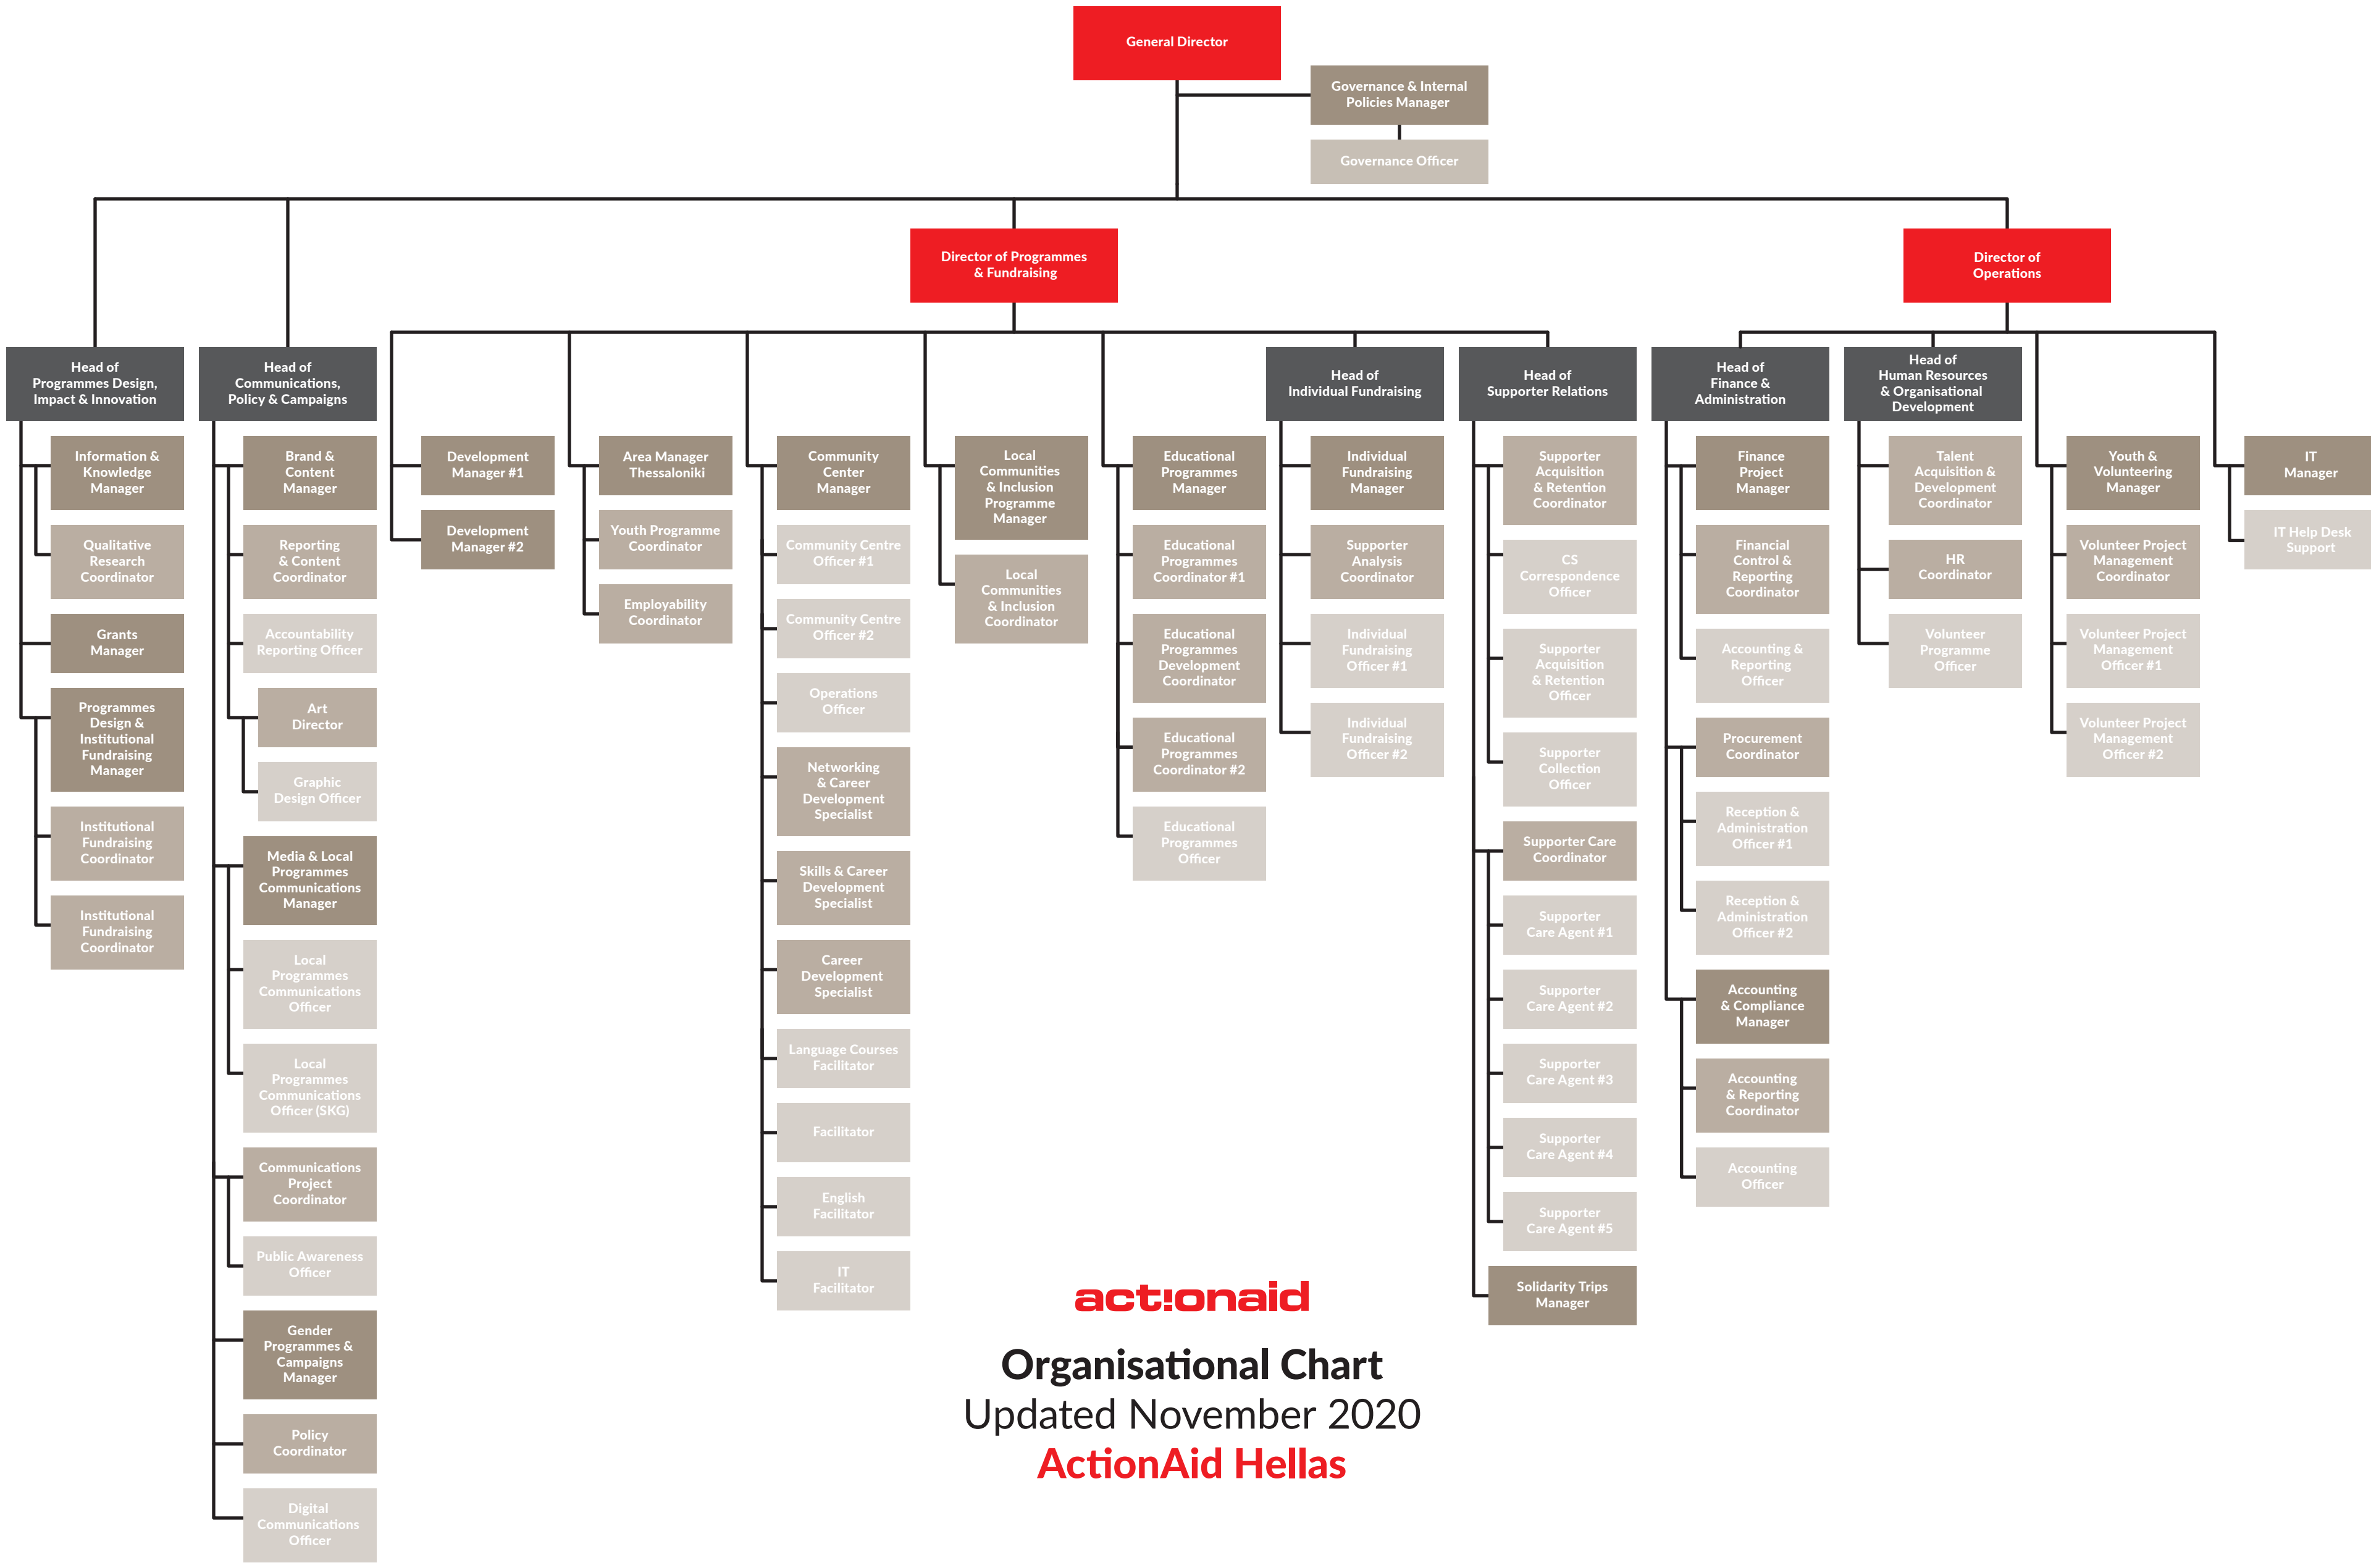 General Director
Governance & Internal
Policies Manager
Governance Officer
Director of Programmes
& Fundraising
Director of
Operations
Head of
Programmes Design,
Impact & Innovation
Information &
Knowledge
Manager
Qualitative
Research
Coordinator
Grants
Manager
Programmes
Design &
Institutional
Fundraising
Manager
Institutional
Fundraising
Coordinator
Institutional
Fundraising
Coordinator
Head of
Communications,
Policy & Campaigns
Brand &
Content
Manager
Reporting
& Content
Coordinator
Accountability
Reporting Officer
Art
Director
Graphic
Design Officer
Media & Local
Programmes
Communications
Manager
Local
Programmes
Communications
Officer
Local
Programmes
Communications
Officer (SKG)
Communications
Project
Coordinator
Public Awareness
Officer
Gender
Programmes &
Campaigns
Manager
Policy
Coordinator
Digital
Communications
Officer
Development
Manager #1
Development
Manager #2
Area Manager
Thessaloniki
Youth Programme
Coordinator
Employability
Coordinator
Community
Center
Manager
Community Centre
Officer #1
Community Centre
Officer #2
Operations
Officer
Networking
& Career
Development
Specialist
Skills & Career
Development
Specialist
Career
Development
Specialist
Language Courses
Facilitator
Facilitator
English
Facilitator
IT
Facilitator
Local
Communities
& Inclusion
Programme
Manager
Local
Communities
& Inclusion
Coordinator
Educational
Programmes
Manager
Educational
Programmes
Coordinator #1
Educational
Programmes
Development
Coordinator
Educational
Programmes
Coordinator #2
Educational
Programmes
Officer
Head of
Individual Fundraising
Individual
Fundraising
Manager
Supporter
Analysis
Coordinator
Individual
Fundraising
Officer #1
Individual
Fundraising
Officer #2
Head of
Supporter Relations
Supporter
Acquisition
& Retention
Coordinator
CS
Correspondence
Officer
Supporter
Acquisition
& Retention
Officer
Supporter
Collection
Officer
Supporter Care
Coordinator
Supporter
Care Agent #1
Supporter
Care Agent #2
Supporter
Care Agent #3
Supporter
Care Agent #4
Supporter
Care Agent #5
Solidarity Trips
Manager
Head of
Finance &
Administration
Finance
Project
Manager
Financial
Control &
Reporting
Coordinator
Accounting &
Reporting
Officer
Procurement
Coordinator
Reception &
Administration
Officer #1
Reception &
Administration
Officer #2
Accounting
& Compliance
Manager
Accounting
& Reporting
Coordinator
Accounting
Officer
Head of
Human Resources
& Organisational
Development
Talent
Acquisition &
Development
Coordinator
HR
Coordinator
Volunteer
Programme
Officer
Youth &
Volunteering
Manager
Volunteer Project
Management
Coordinator
Volunteer Project
Management
Officer #1
Volunteer Project
Management
Officer #2
IT
Manager
IT Help Desk
Support
actionaid
Organisational Chart
Updated November 2020
ActionAid Hellas